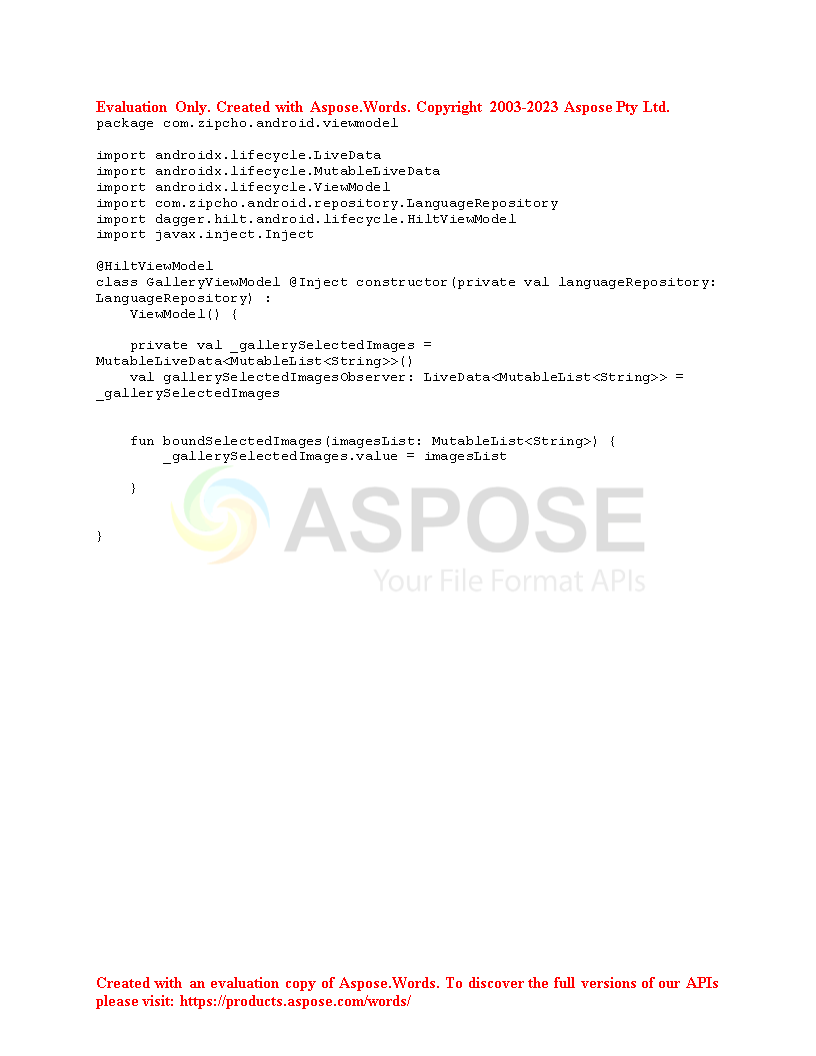 Evaluation Only. Created with Aspose.Words. Copyright 2003-2023 Aspose Pty Ltd.
package com.zipcho.android.viewmodel

import androidx.lifecycle.LiveData
import androidx.lifecycle.MutableLiveData
import androidx.lifecycle.ViewModel
import com.zipcho.android.repository.LanguageRepository
import dagger.hilt.android.lifecycle.HiltViewModel
import javax.inject.Inject

@HiltViewModel
class GalleryViewModel @Inject constructor(private val languageRepository:
LanguageRepository) :
    ViewModel() {

    private val _gallerySelectedImages =
MutableLiveData<MutableList<String>>()
    val gallerySelectedImagesObserver: LiveData<MutableList<String>> =
_gallerySelectedImages


    fun boundSelectedImages(imagesList: MutableList<String>) {
        _gallerySelectedImages.value = imagesList

    }


}
ASPOSE
Your File Format APIs
Created with an evaluation copy of Aspose.Words. To discover the full versions of our APIs
please visit: https://products.aspose.com/words/